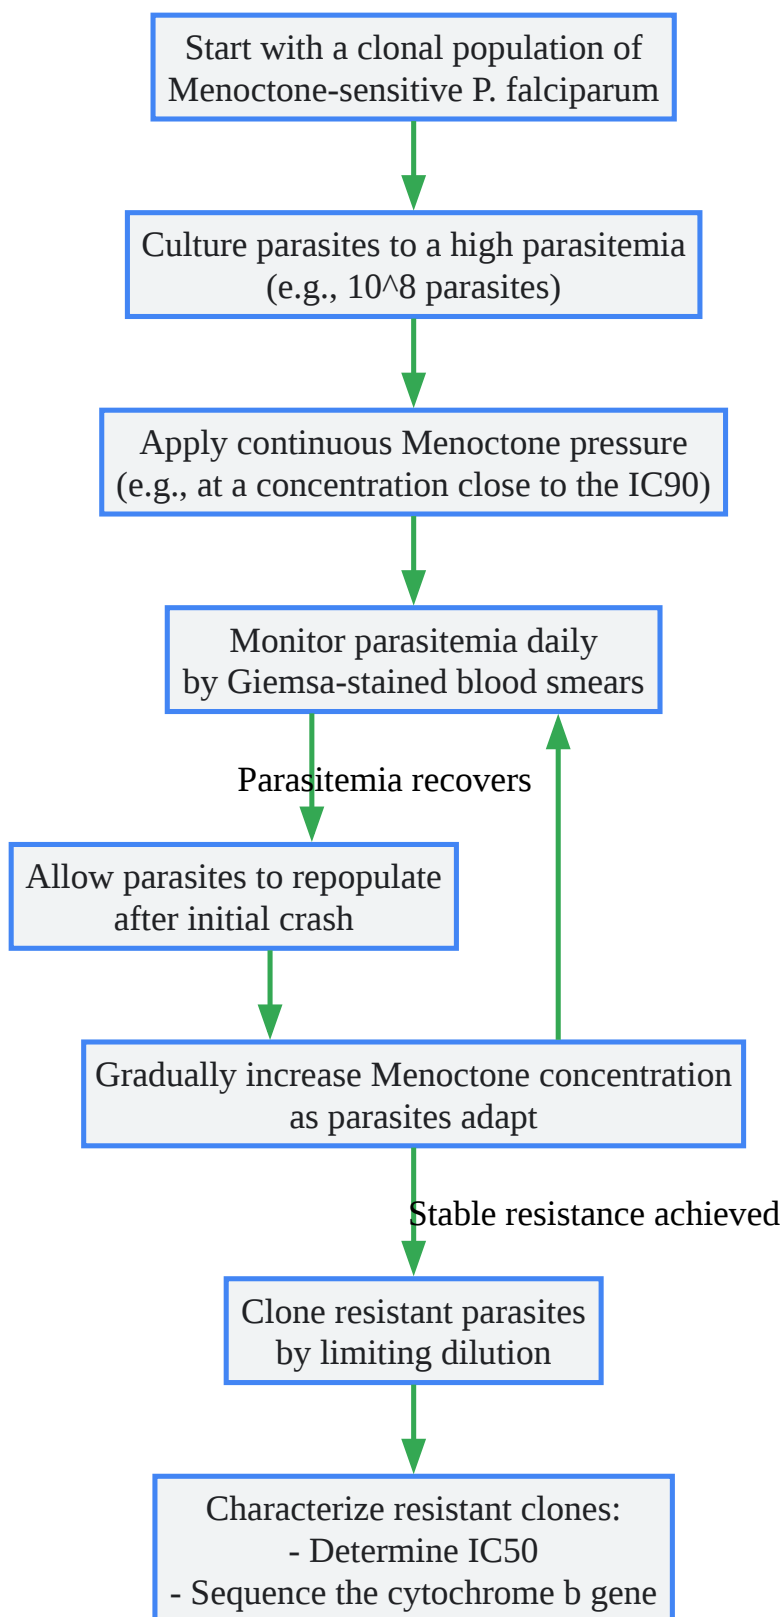 Start with a clonal population of
Menoctone-sensitive P. falciparum
Culture parasites to a high parasitemia
(e.g., 10^8 parasites)
Apply continuous Menoctone pressure
(e.g., at a concentration close to the IC90)
Monitor parasitemia daily
by Giemsa-stained blood smears
Parasitemia recovers
Allow parasites to repopulate
after initial crash
Gradually increase Menoctone concentration
as parasites adapt
Stable resistance achieved
Clone resistant parasites
by limiting dilution
Characterize resistant clones:
- Determine IC50
- Sequence the cytochrome b gene